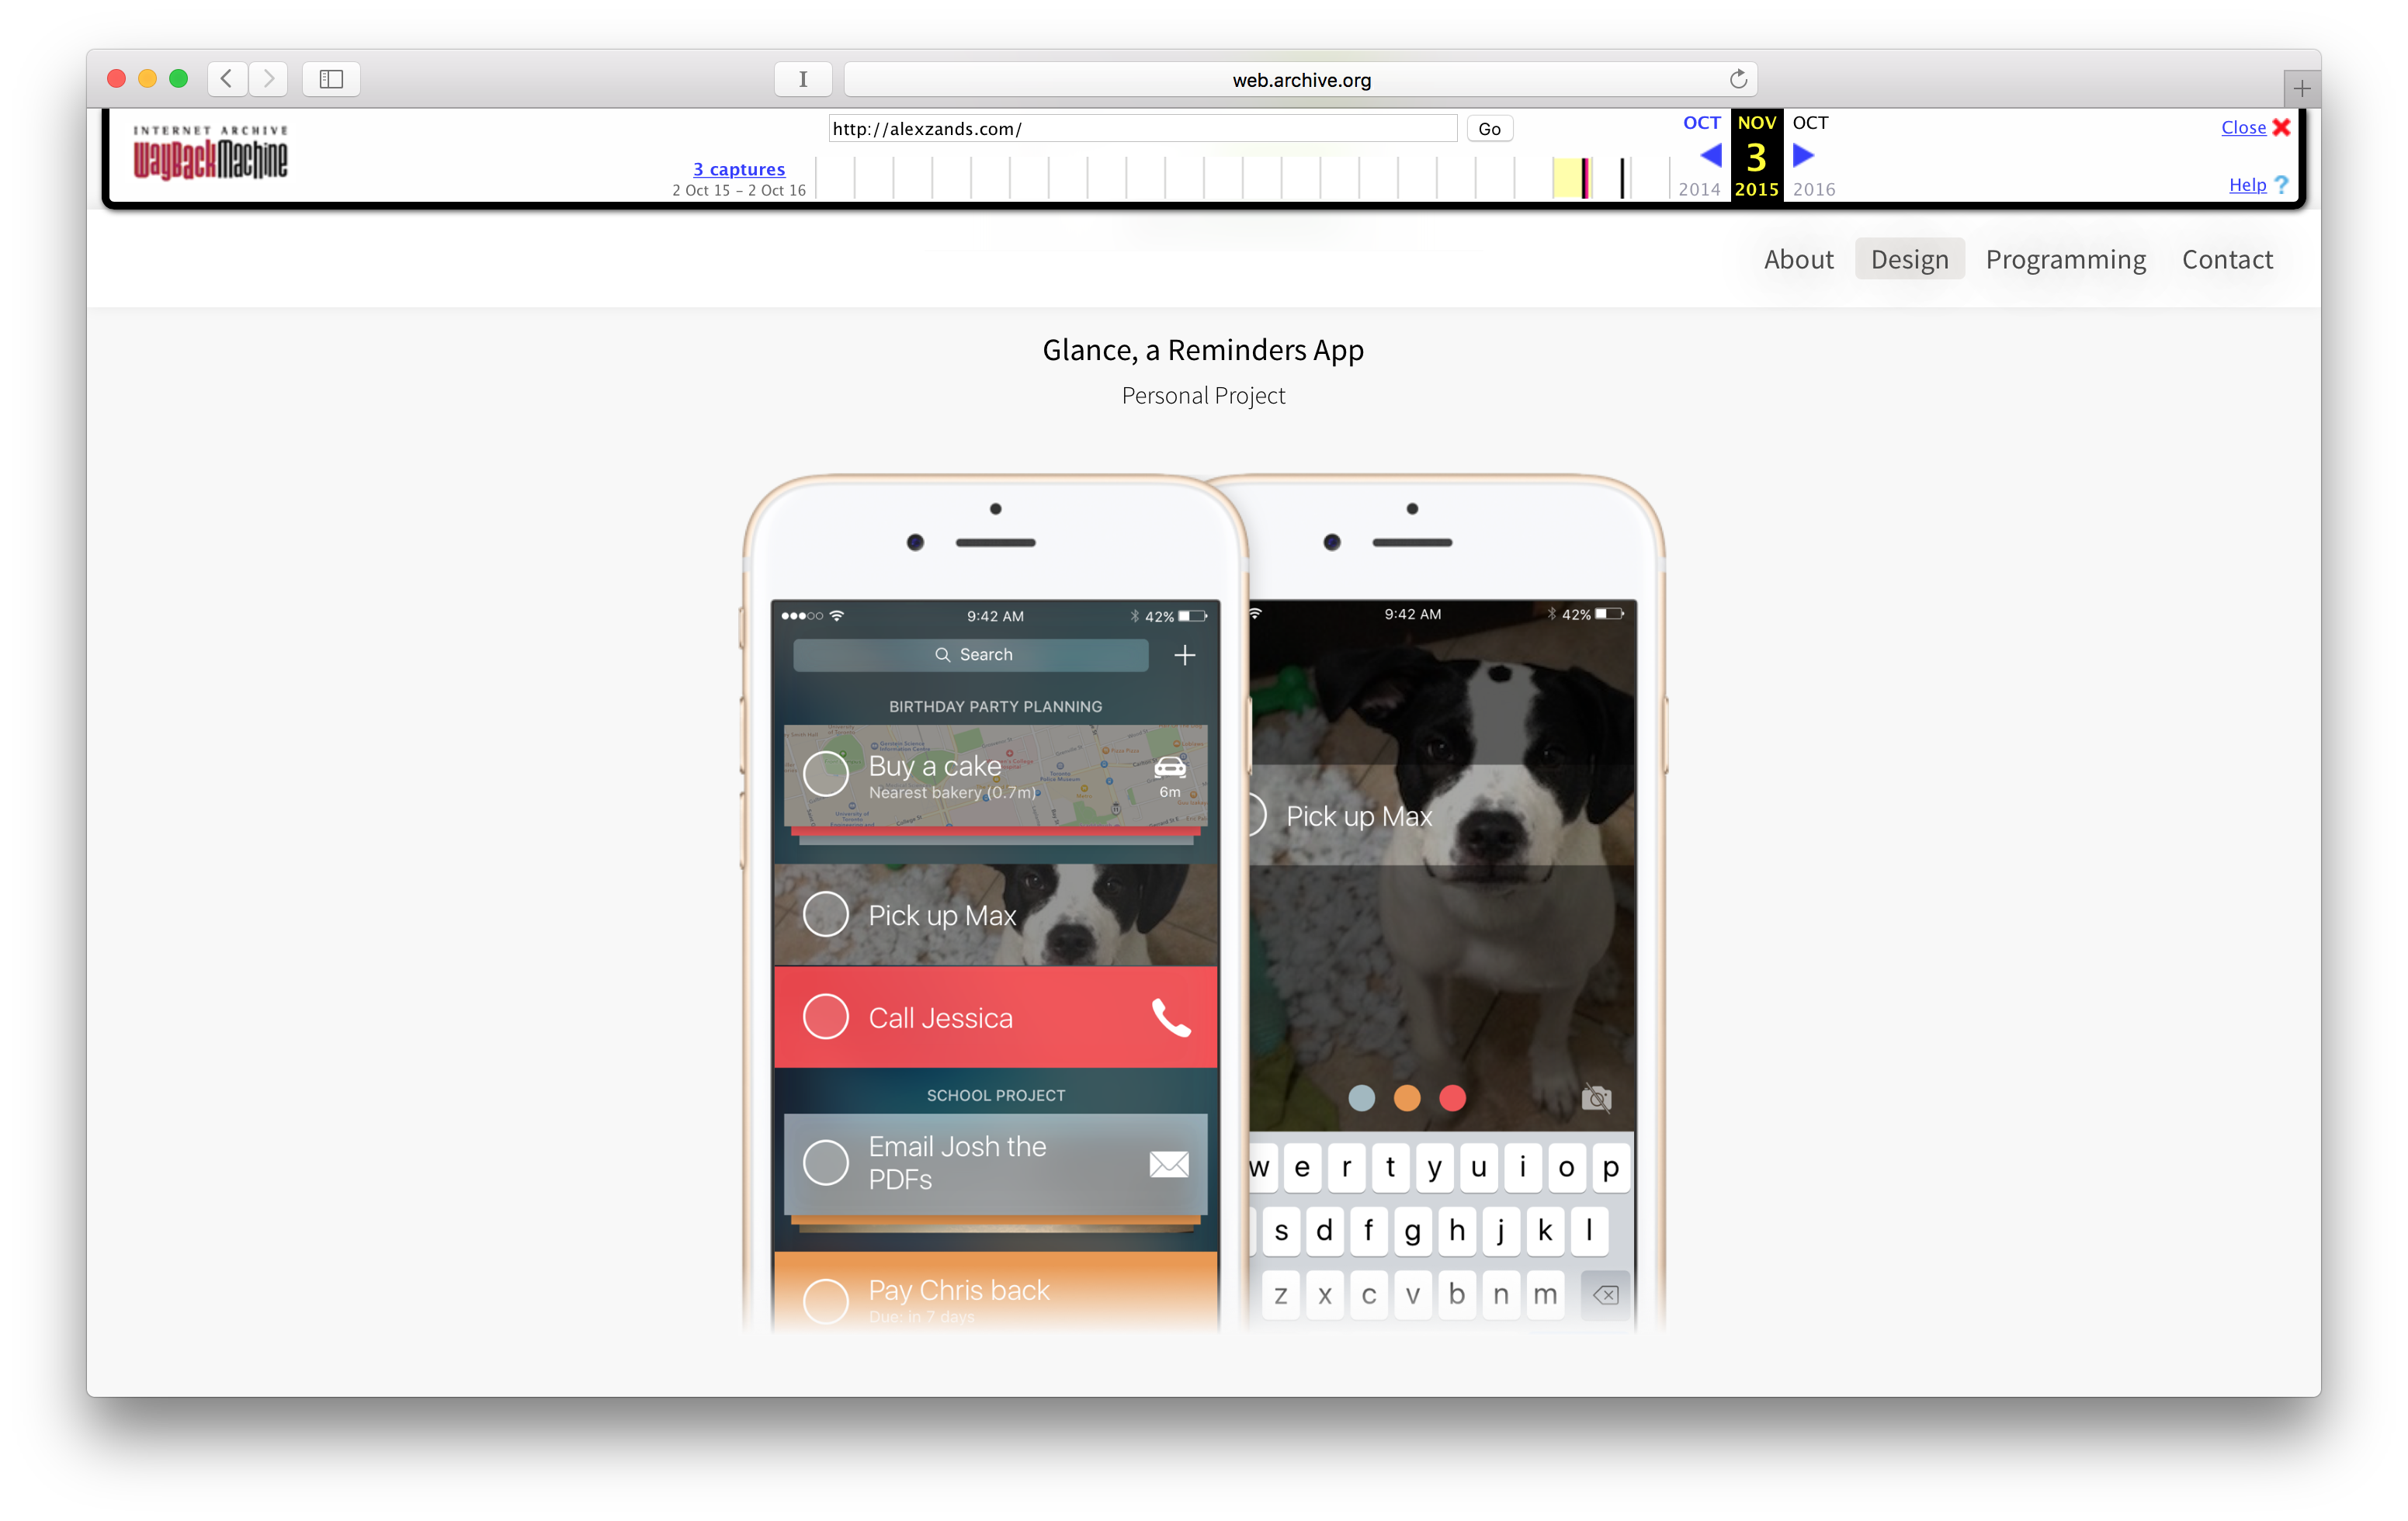 web.archive.org
INTERNET ARCHIVE
WayBackMachine
http://alexzands.com/
Go
3 captures
2 Oct 15 – 2 Oct 16
OCT
NOV
OCT
3
2014
2015
2016
Close
Help ?
About
Design
Programming
Contact
Glance, a Reminders App
Personal Project
9:42 AM
42%
Search
BIRTHDAY PARTY PLANNING
Buy a cake
Nearest bakery (0.7m)
6m
Pick up Max
Call Jessica
SCHOOL PROJECT
Email Josh the
PDFs
Pay Chris back
Due: in 7 days
9:42 AM
42%
Pick up Max
w e r t y u i o p
s d f g h j k l
z x c v b n m